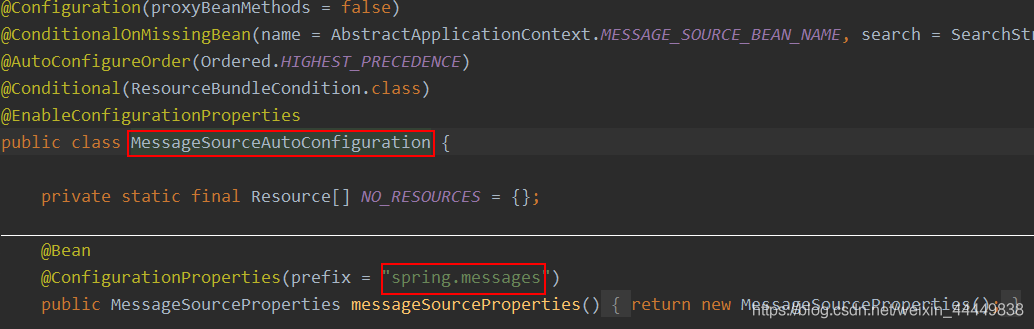 @Configuration(proxyBeanMethods = false)
@ConditionalOnMissingBean(name = AbstractApplicationContext.MESSAGE_SOURCE_BEAN_NAME, search = SearchStr
@AutoConfigureOrder(Ordered.HIGHEST_PRECEDENCE)
@Conditional(ResourceBundleCondition.class)
@EnableConfigurationProperties
public class MessageSourceAutoConfiguration {
private static final Resource[] NO_RESOURCES = {};
@Bean
@ConfigurationProperties(prefix = "spring.messages")
public MessageSourceProperties messageSourceProperties() { return new MessageSourceProperties(); }
https://blog.csdn.net/weixin_44449838